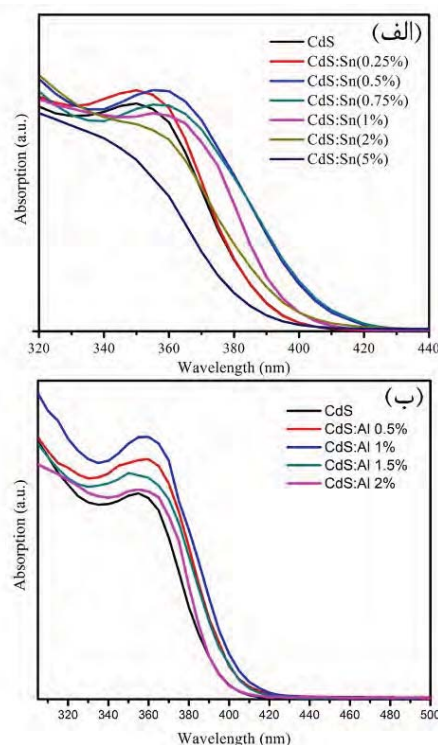 (الف)
CdS
CdS:Sn(0.25%)
CdS:Sn(0.5%)
CdS:Sn(0.75%)
CdS:Sn(1%)
CdS:Sn(2%)
CdS:Sn(5%)
Absorption (a.u.)
320 340 360 380 400 420 440
Wavelength (nm)
(ب)
CdS
CdS:Al 0.5%
CdS:Al 1%
CdS:Al 1.5%
CdS:Al 2%
Absorption (a.u.)
320 340 360 380 400 420 440 460 480 500
Wavelength (nm)